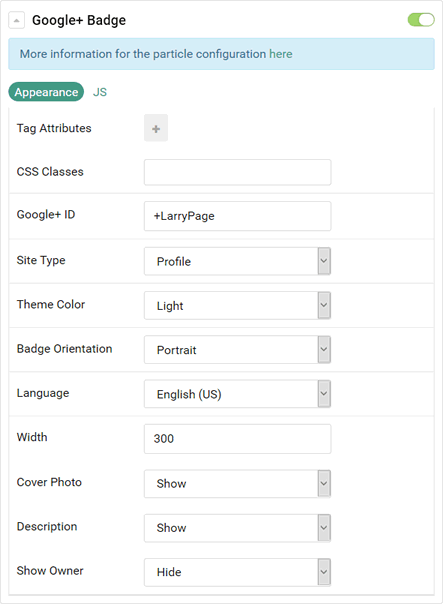 Google+ Badge
More information for the particle configuration here
Appearance JS
Tag Attributes +
CSS Classes
Google+ ID +LarryPage
Site Type Profile
Theme Color Light
Badge Orientation Portrait
Language English (US)
Width 300
Cover Photo Show
Description Show
Show Owner Hide